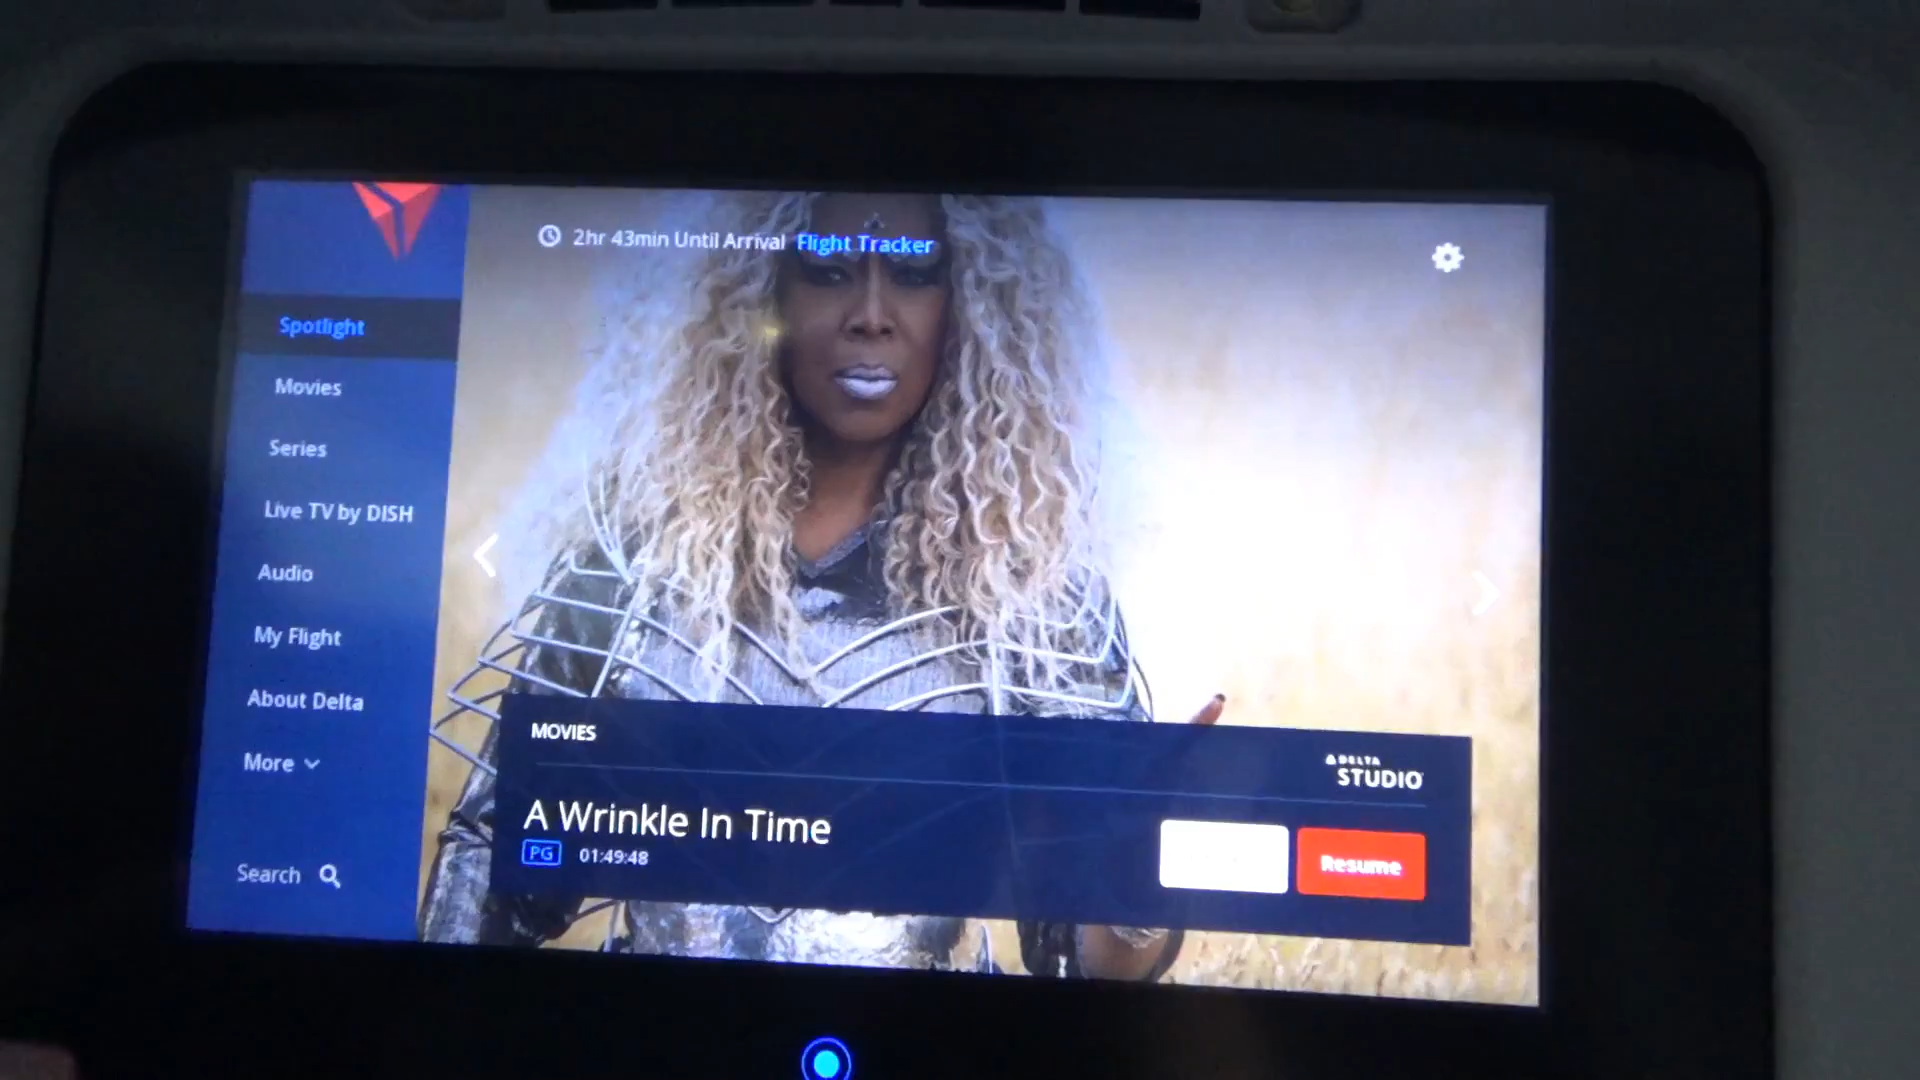 2hr 43min Until Arrival Flight Tracker
Spotlight
Movies
Series
Live TV by DISH
Audio
My Flight
About Delta
More
Search
MOVIES
DELTA
STUDIO
A Wrinkle In Time
PG 01:49:48
Resume